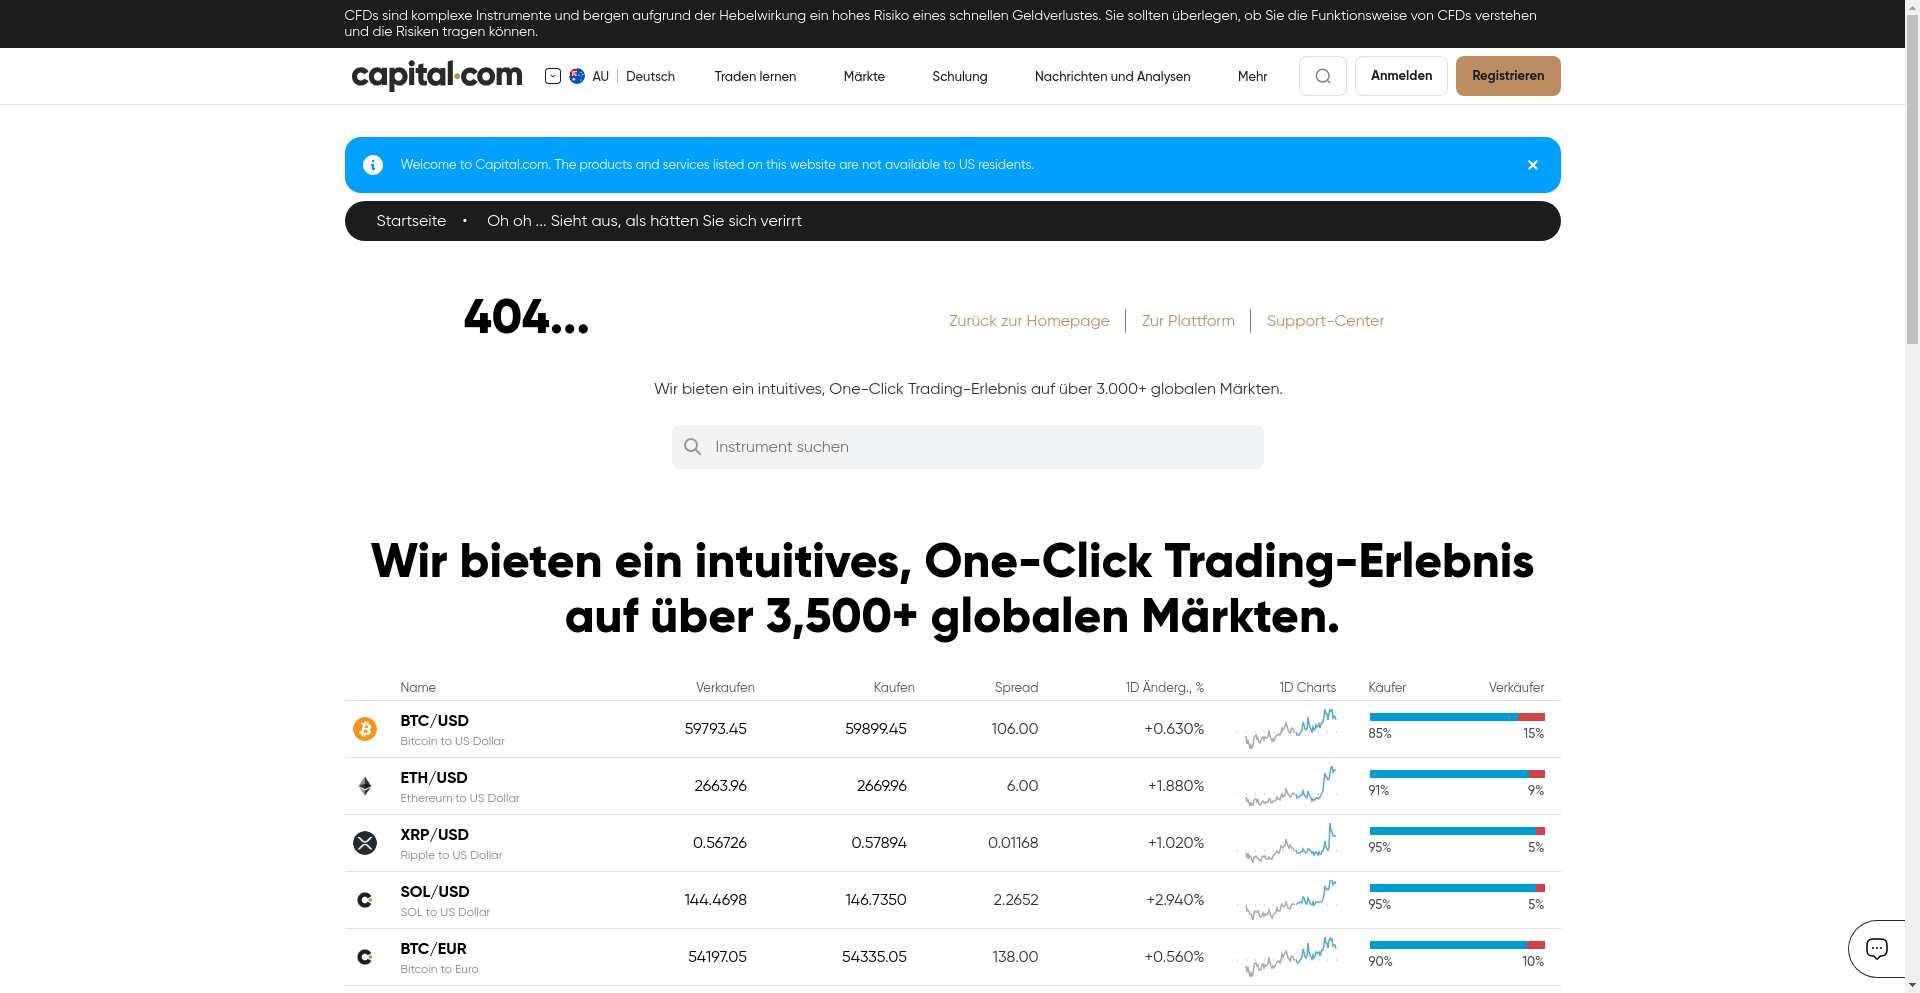 CFDs sind komplexe Instrumente und bergen aufgrund der Hebelwirkung ein hohes Risiko eines schnellen Geldverlustes. Sie sollten überlegen, ob Sie die Funktionsweise von CFDs verstehen
und die Risiken tragen können.
capital.com AU Deutsch Traden lernen Märkte Schulung Nachrichten und Analysen Mehr Anmelden Registrieren
Welcome to Capital.com. The products and services listed on this website are not available to US residents.
Startseite • Oh oh ... Sieht aus, als hätten Sie sich verirrt
404...
Zurück zur Homepage Zur Plattform Support-Center
Wir bieten ein intuitives, One-Click Trading-Erlebnis auf über 3.000+ globalen Märkten.
Instrument suchen
Wir bieten ein intuitives, One-Click Trading-Erlebnis
auf über 3,500+ globalen Märkten.
Name Verkaufen Kaufen Spread 1D Änderg., % 1D Charts Käufer Verkäufer
BTC/USD
Bitcoin to US Dollar
59793.45 59899.45 106.00 +0.630% 85% 15%
ETH/USD
Ethereum to US Dollar
2663.96 2669.96 6.00 +1.880% 91% 9%
XRP/USD
Ripple to US Dollar
0.56726 0.57894 0.01168 +1.020% 95% 5%
SOL/USD
SOL to US Dollar
144.4698 146.7350 2.2652 +2.940% 95% 5%
BTC/EUR
Bitcoin to Euro
54197.05 54335.05 138.00 +0.560% 90% 10%